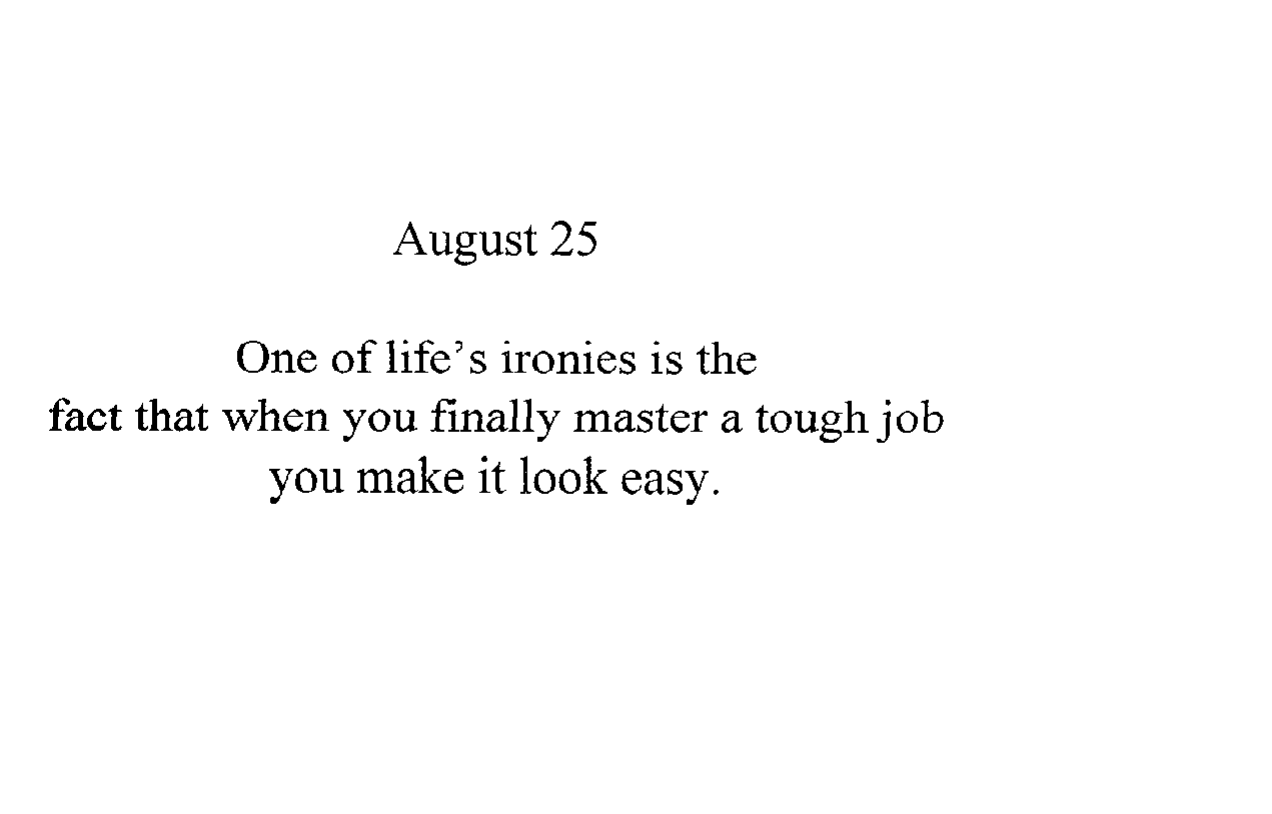 August 25
One of life's ironies is the
fact that when you finally master a tough job
you make it look easy.